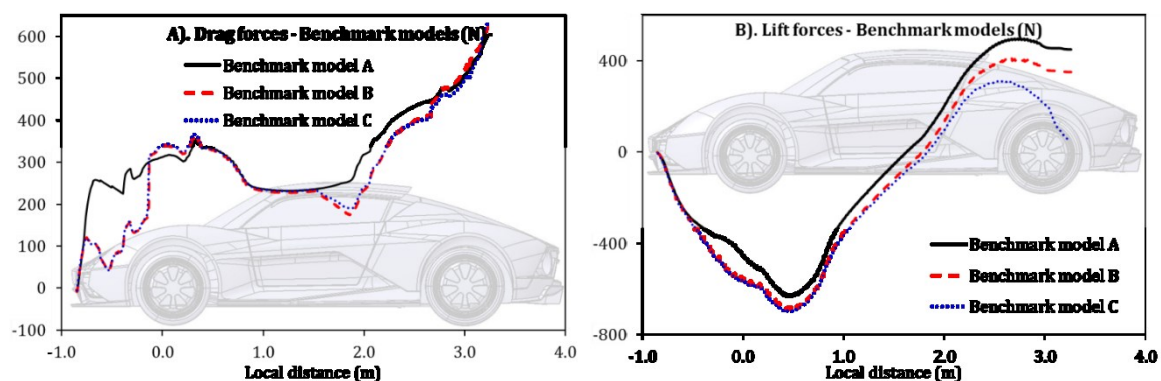 A). Drag forces - Benchmark models (N)
Benchmark model A
Benchmark model B
Benchmark model C
600
500
400
300
200
100
0
-100
-1.0 0.0 1.0 2.0 3.0 4.0
Local distance (m)
B). Lift forces - Benchmark models (N)
400
0
-400
-800
Benchmark model A
Benchmark model B
Benchmark model C
-1.0 0.0 1.0 2.0 3.0 4.0
Local distance (m)